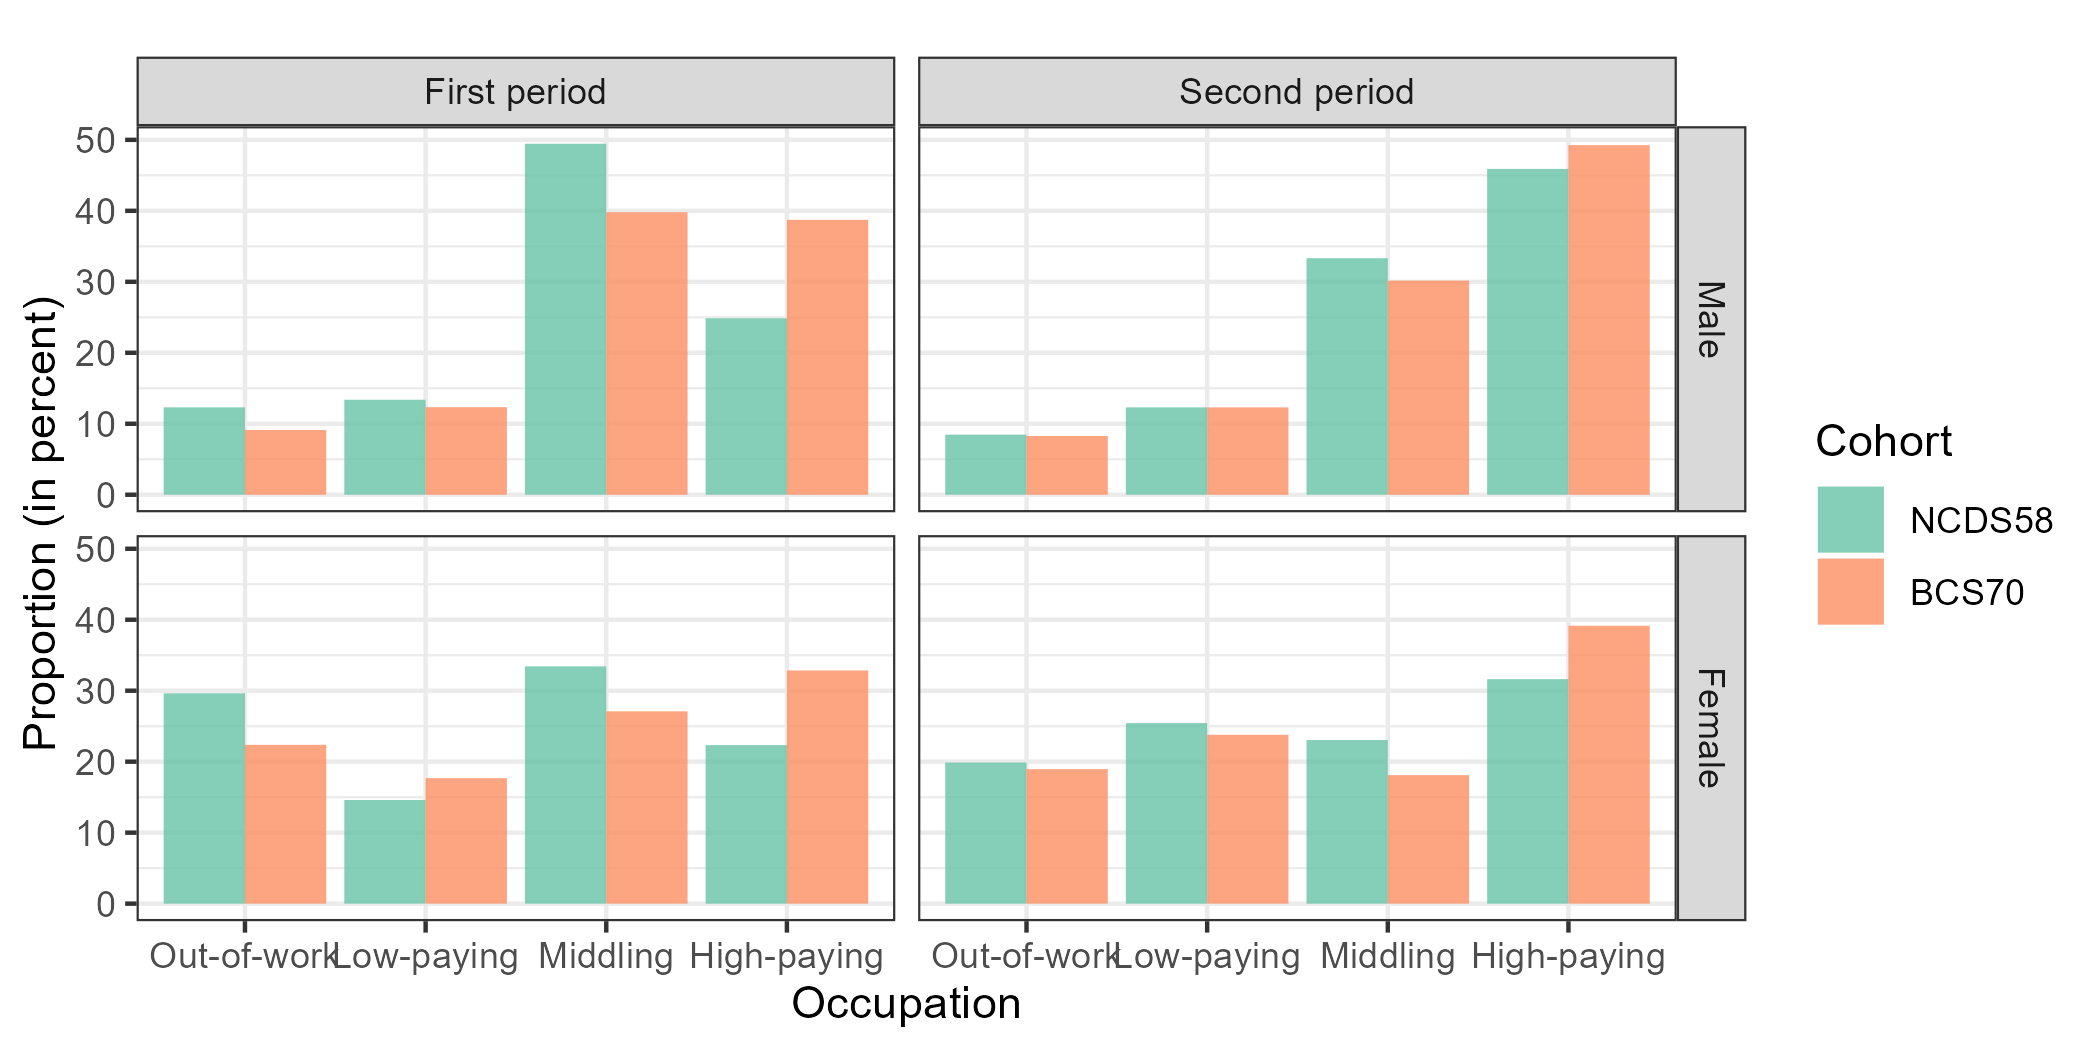 First period
Second period
50
40
30
20
10
0
Male
50
40
30
20
10
0
Female
Proportion (in percent)
Out-of-work Low-paying Middling High-paying
Out-of-work Low-paying Middling High-paying
Occupation
Cohort
NCDS58
BCS70